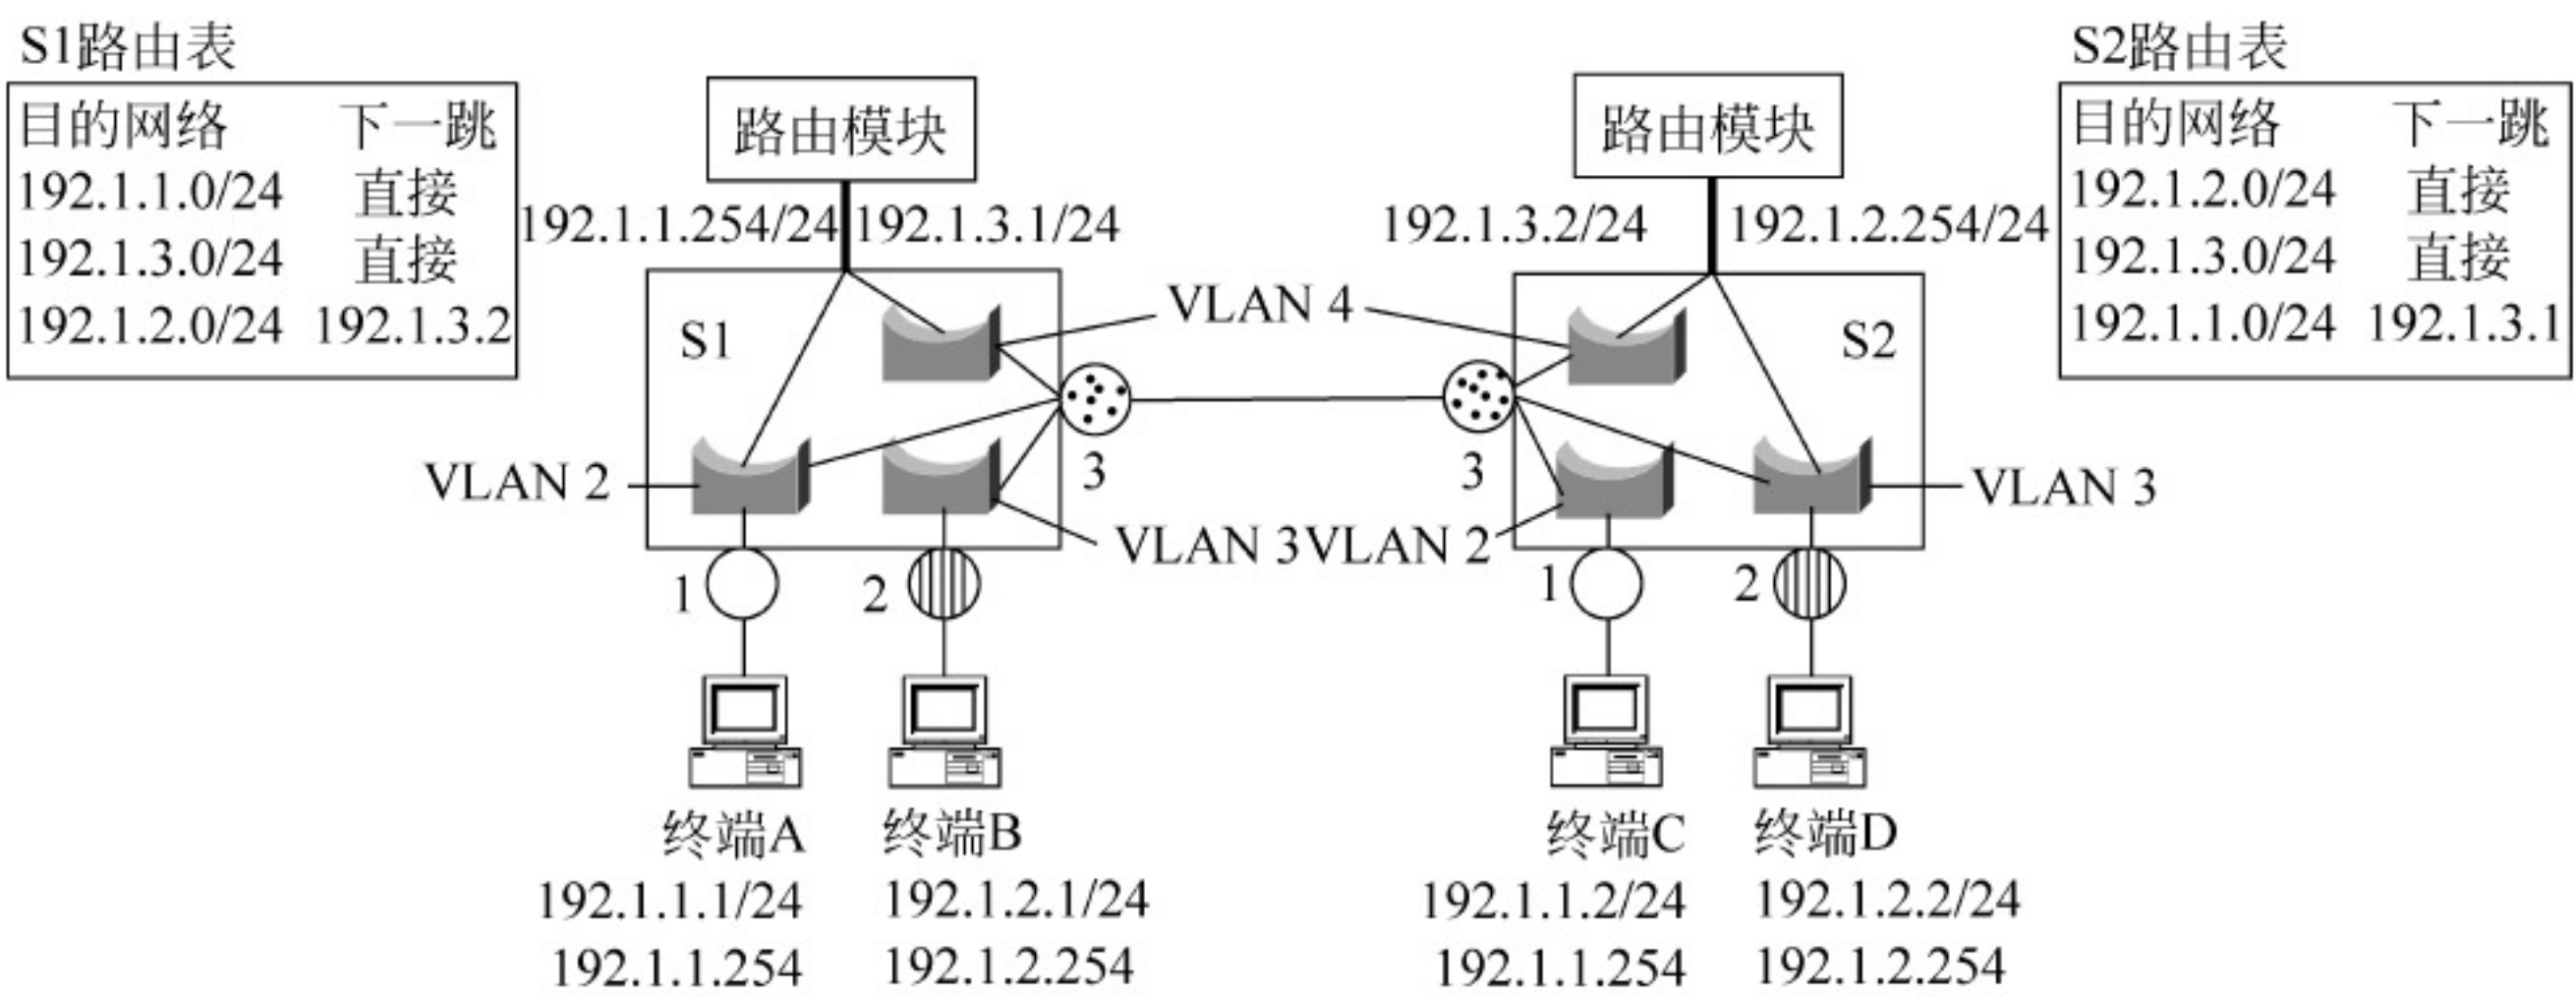 S1路由表
目的网络 下一跳
192.1.1.0/24 直接
192.1.3.0/24 直接
192.1.2.0/24 192.1.3.2
路由模块
192.1.1.254/24 192.1.3.1/24
S1
VLAN 2
VLAN 3
VLAN 4
3
1
2
终端A
192.1.1.1/24
192.1.1.254
终端B
192.1.2.1/24
192.1.2.254
路由模块
192.1.3.2/24 192.1.2.254/24
S2
3
VLAN 2
VLAN 3
1
2
终端C
192.1.1.2/24
192.1.1.254
终端D
192.1.2.2/24
192.1.2.254
S2路由表
目的网络 下一跳
192.1.2.0/24 直接
192.1.3.0/24 直接
192.1.1.0/24 192.1.3.1